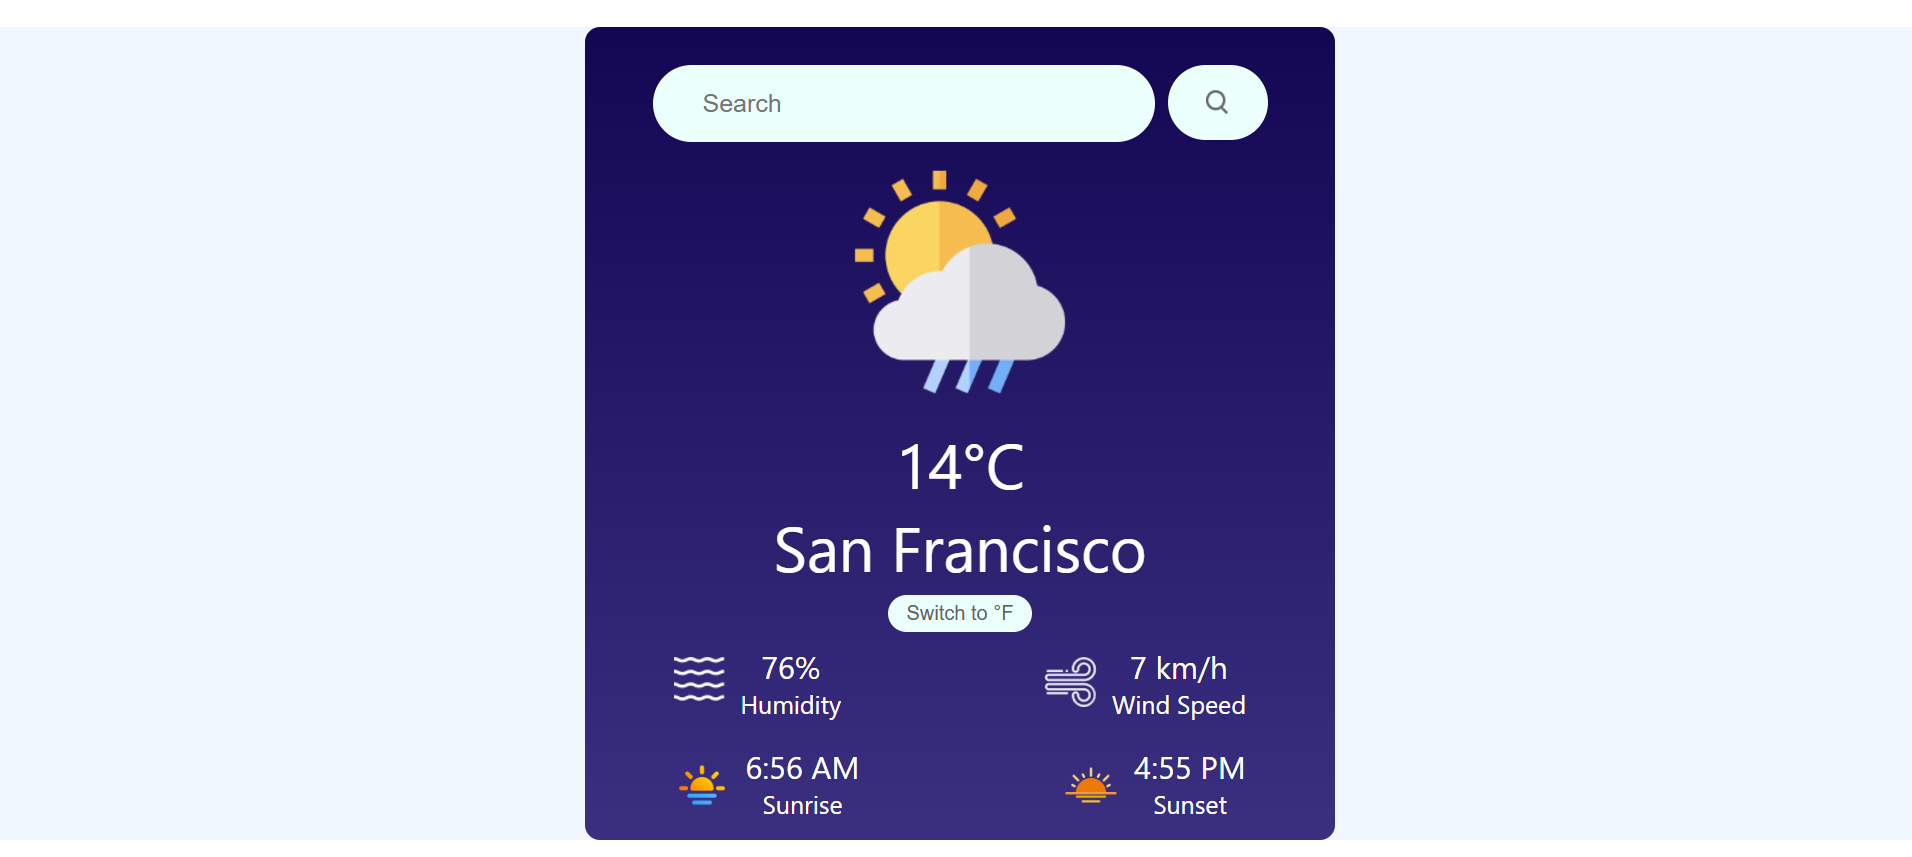 Search
14°C
San Francisco
Switch to °F
76%
Humidity
7 km/h
Wind Speed
6:56 AM
Sunrise
4:55 PM
Sunset